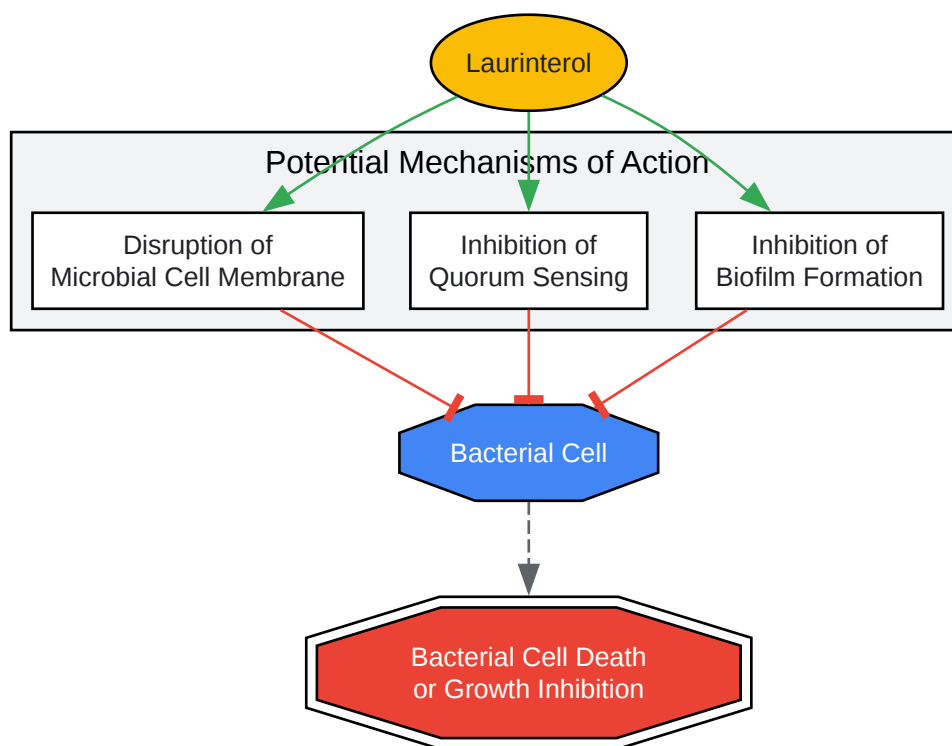 Laurinterol
Potential Mechanisms of Action
Disruption of
Microbial Cell Membrane
Inhibition of
Quorum Sensing
Inhibition of
Biofilm Formation
Bacterial Cell
Bacterial Cell Death
or Growth Inhibition